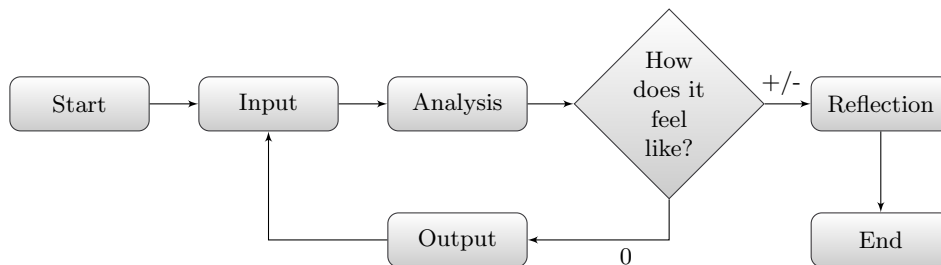 Start
Input
Analysis
How
does it
feel
like?
+/-
Reflection
Output
0
End